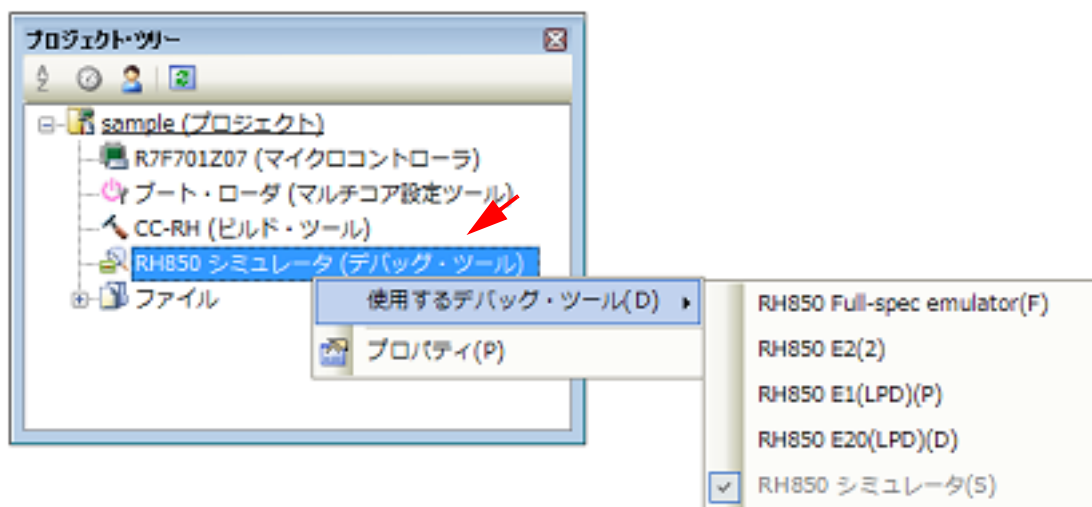 プロジェクト・ツリー
sample (プロジェクト)
R7F701Z07 (マイクロコントローラ)
ブート・ローダ (マルチコア設定ツール)
CC-RH (ビルド・ツール)
RH850 シミュレータ (デバッグ・ツール)
ファイル
使用するデバッグ・ツール(D)
プロパティ(P)
RH850 Full-spec emulator(F)
RH850 E2(2)
RH850 E1(LPD)(P)
RH850 E20(LPD)(D)
RH850 シミュレータ(S)